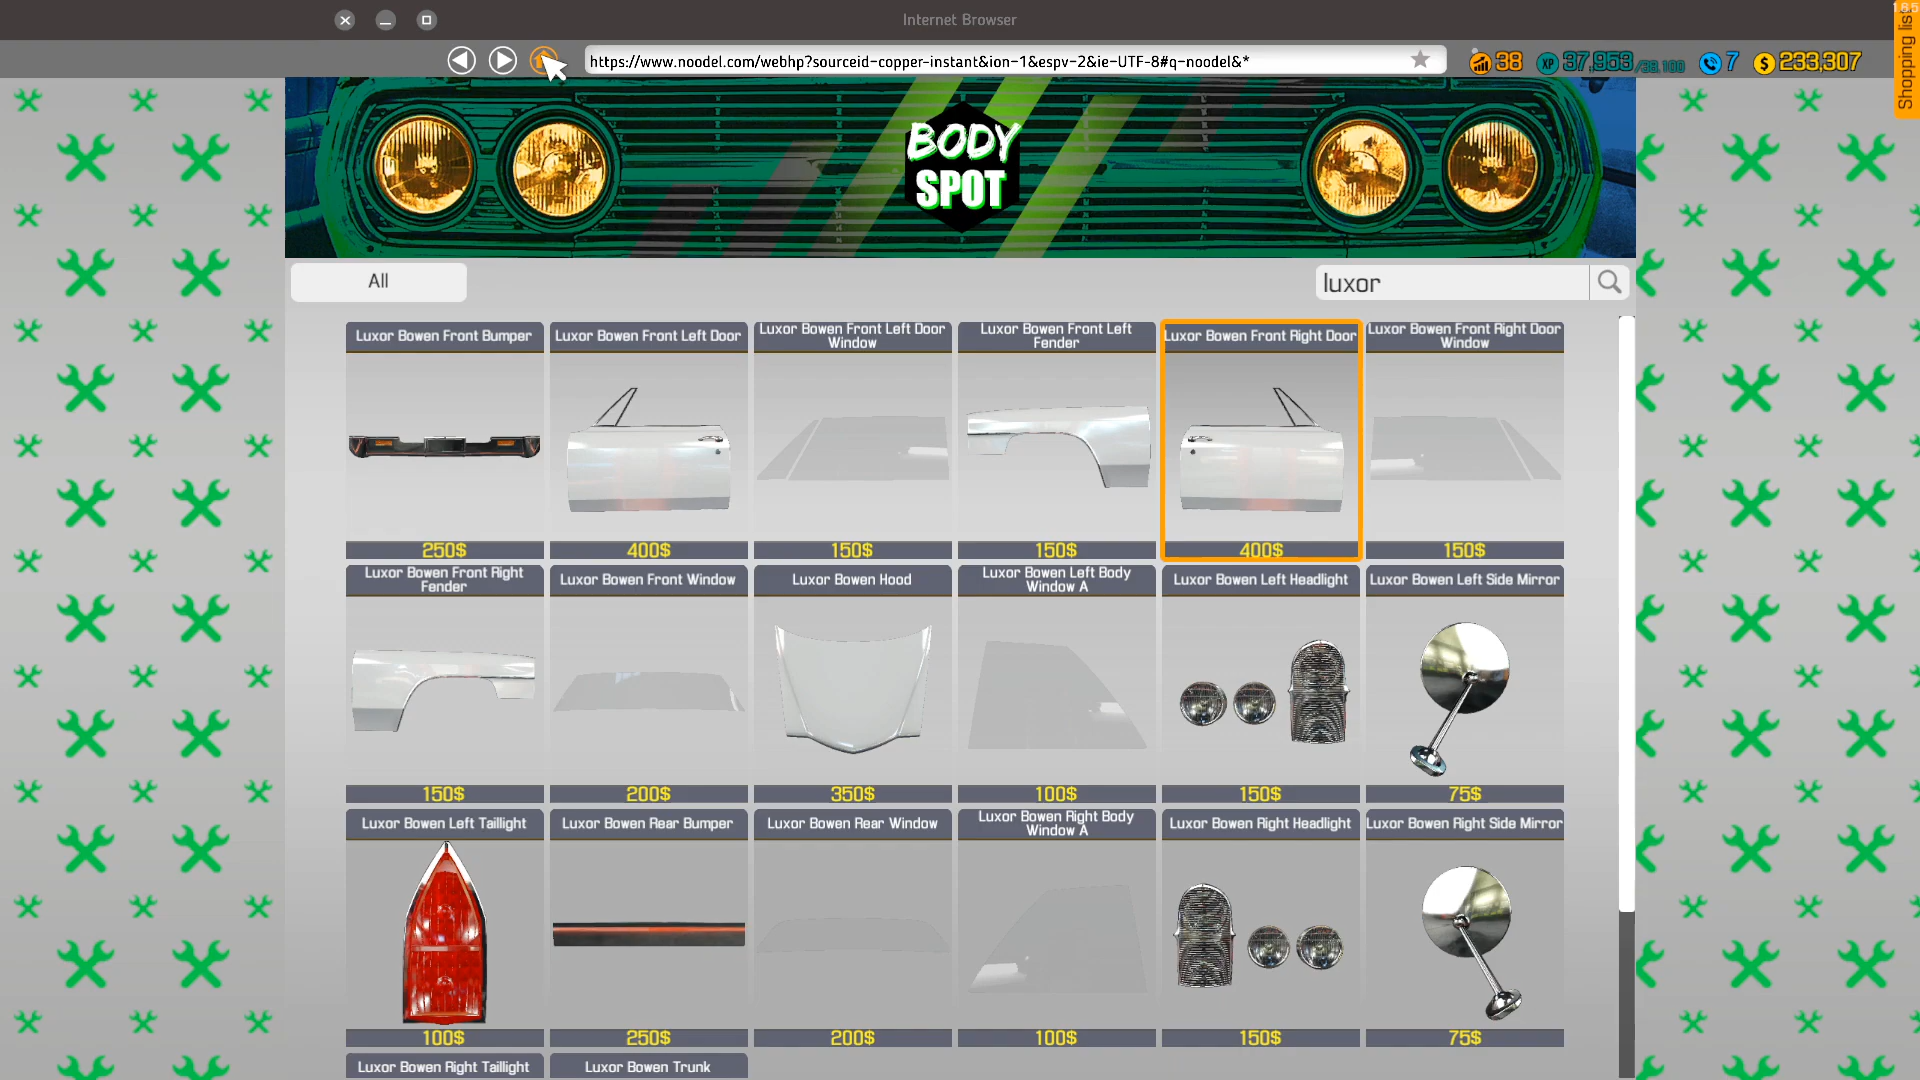 Internet Browser
1.6.5
https://www.noodel.com/webhp?sourceid-copper-instant&ion-1&espv-2&ie-UTF-8#q-noodel&*
38
XP 37,953/38.100
7
$ 233,307
Shopping list
BODY
SPOT
All
luxor
Luxor Bowen Front Bumper
Luxor Bowen Front Left Door
Luxor Bowen Front Left Door
Window
Luxor Bowen Front Left
Fender
Luxor Bowen Front Right Door
Luxor Bowen Front Right Door
Window
250$
400$
150$
150$
400$
150$
Luxor Bowen Front Right
Fender
Luxor Bowen Front Window
Luxor Bowen Hood
Luxor Bowen Left Body
Window A
Luxor Bowen Left Headlight
Luxor Bowen Left Side Mirror
150$
200$
350$
100$
150$
75$
Luxor Bowen Left Taillight
Luxor Bowen Rear Bumper
Luxor Bowen Rear Window
Luxor Bowen Right Body
Window A
Luxor Bowen Right Headlight
Luxor Bowen Right Side Mirror
100$
250$
200$
100$
150$
75$
Luxor Bowen Right Taillight
Luxor Bowen Trunk